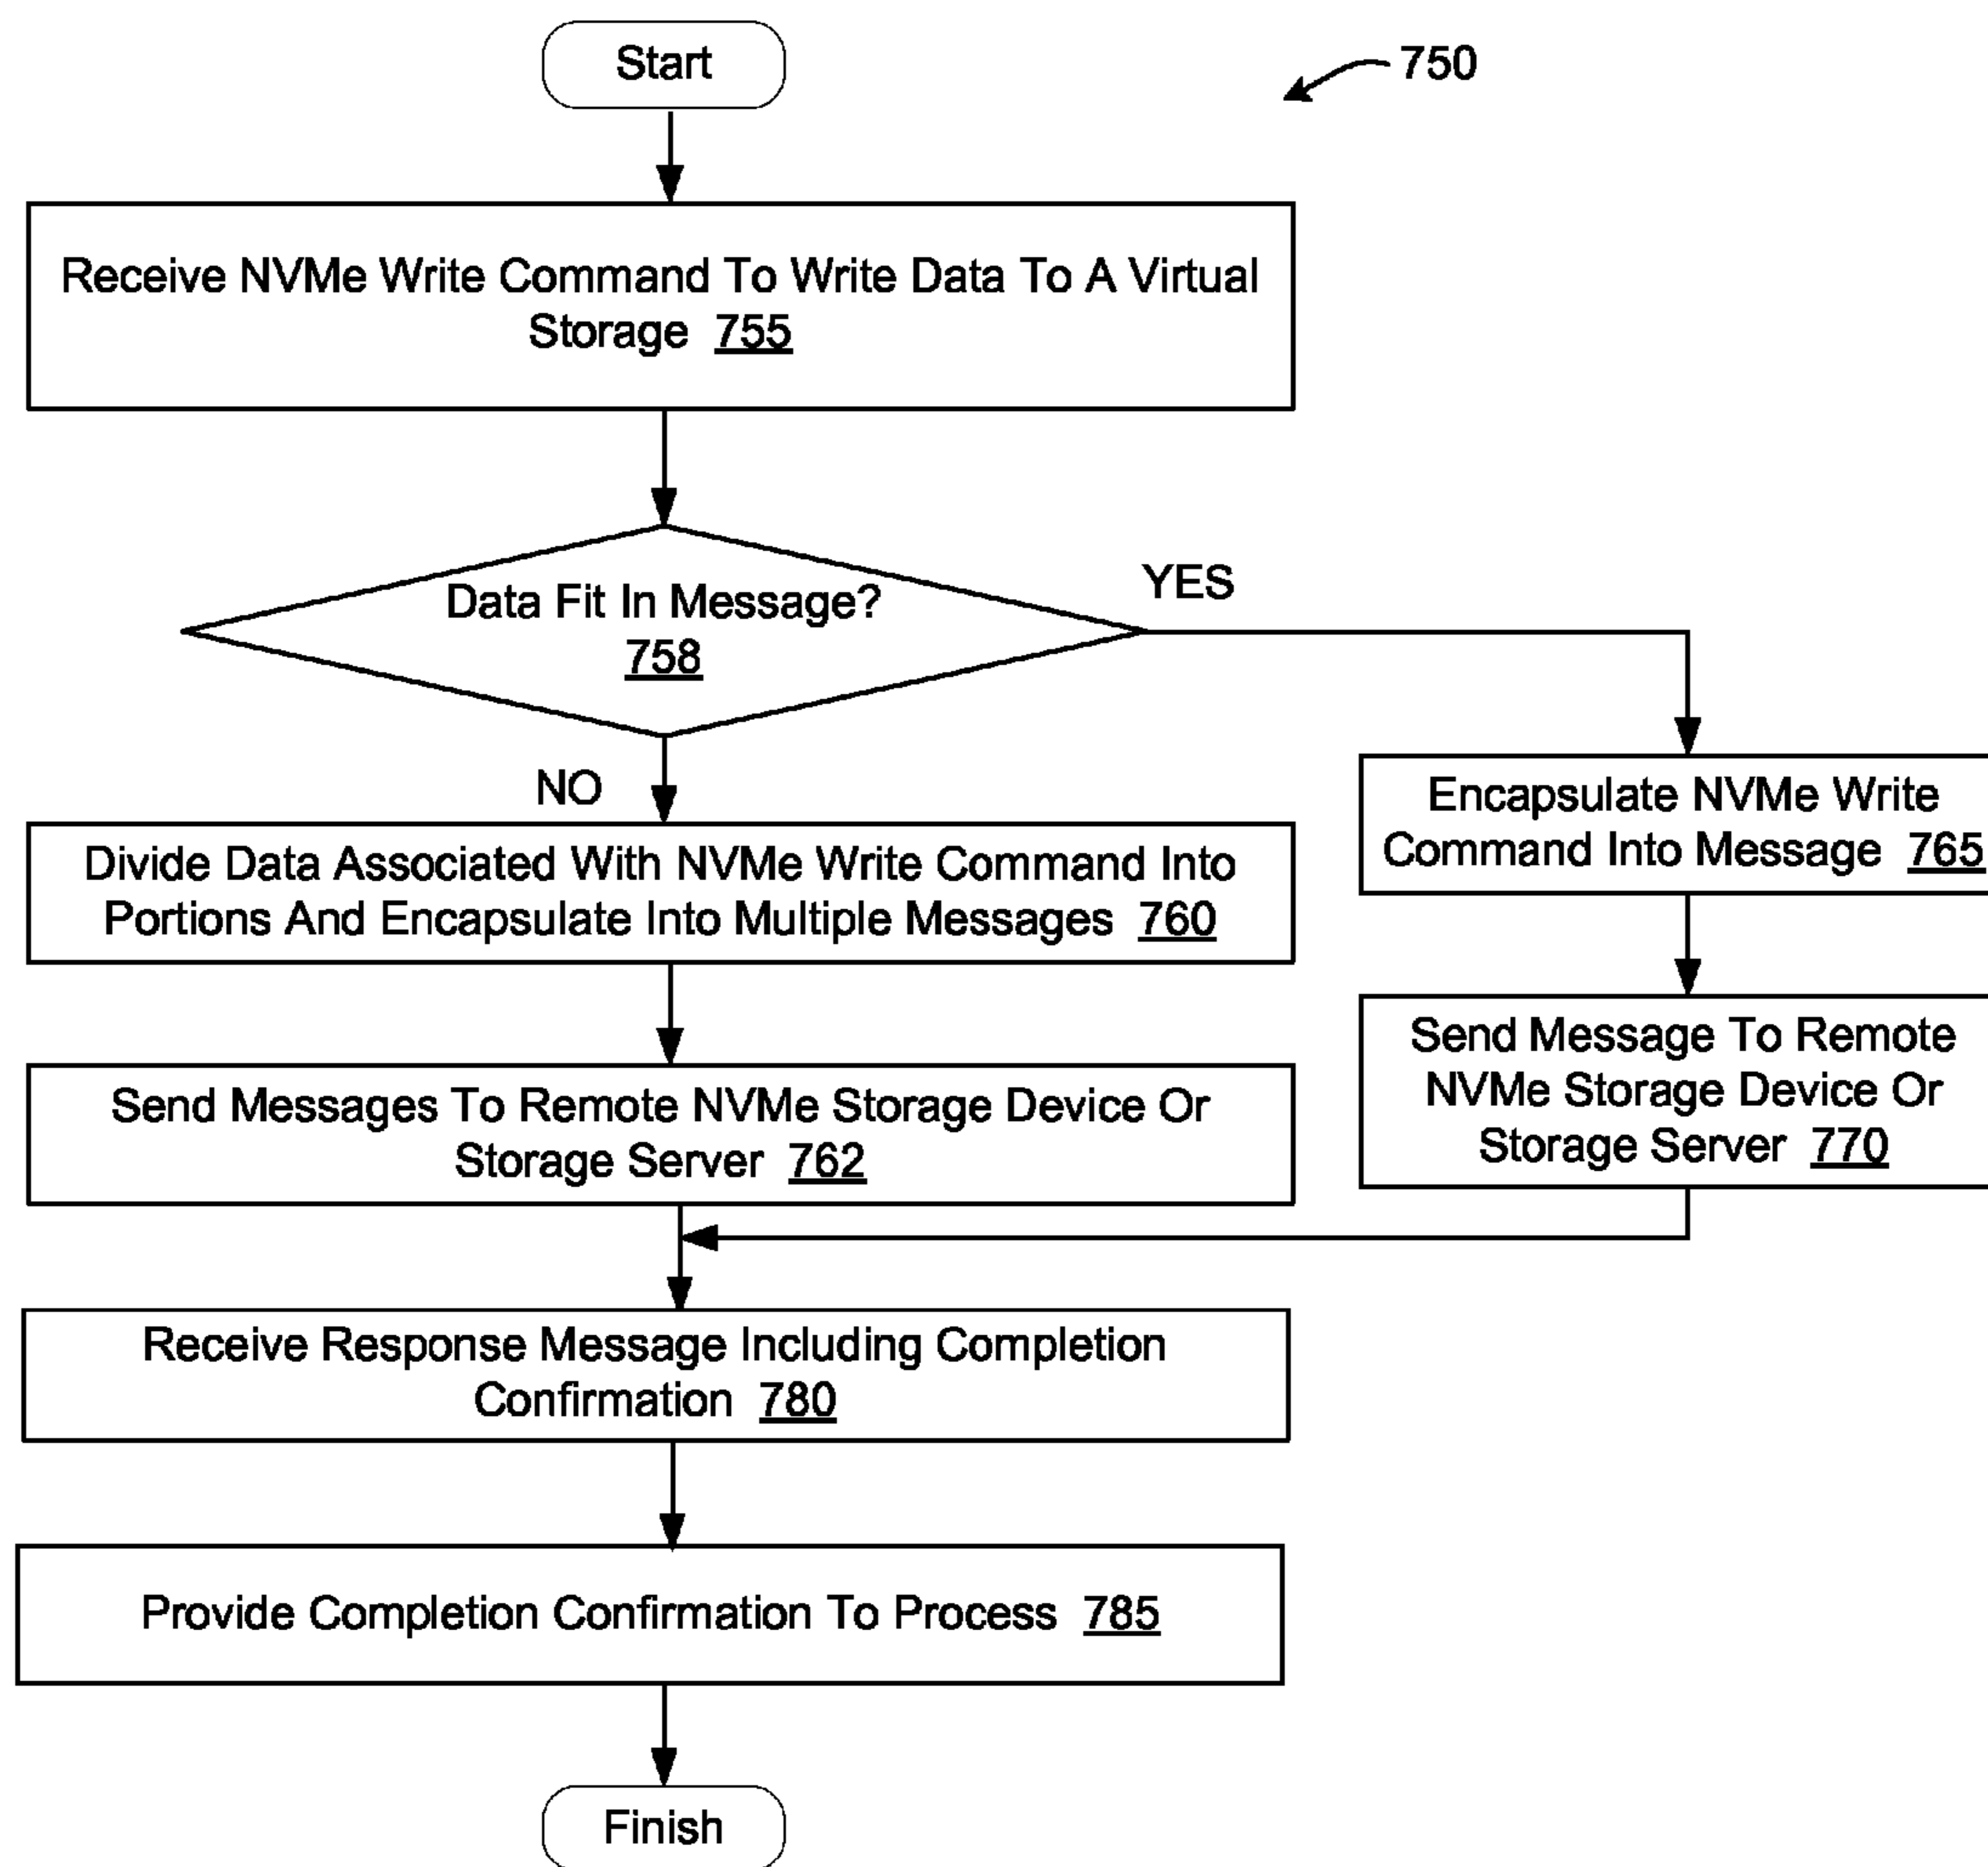 Start
750
Receive NVMe Write Command To Write Data To A Virtual
Storage 755
Data Fit In Message?
758
YES
NO
Encapsulate NVMe Write
Command Into Message 765
Divide Data Associated With NVMe Write Command Into
Portions And Encapsulate Into Multiple Messages 760
Send Message To Remote
NVMe Storage Device Or
Storage Server 770
Send Messages To Remote NVMe Storage Device Or
Storage Server 762
Receive Response Message Including Completion
Confirmation 780
Provide Completion Confirmation To Process 785
Finish